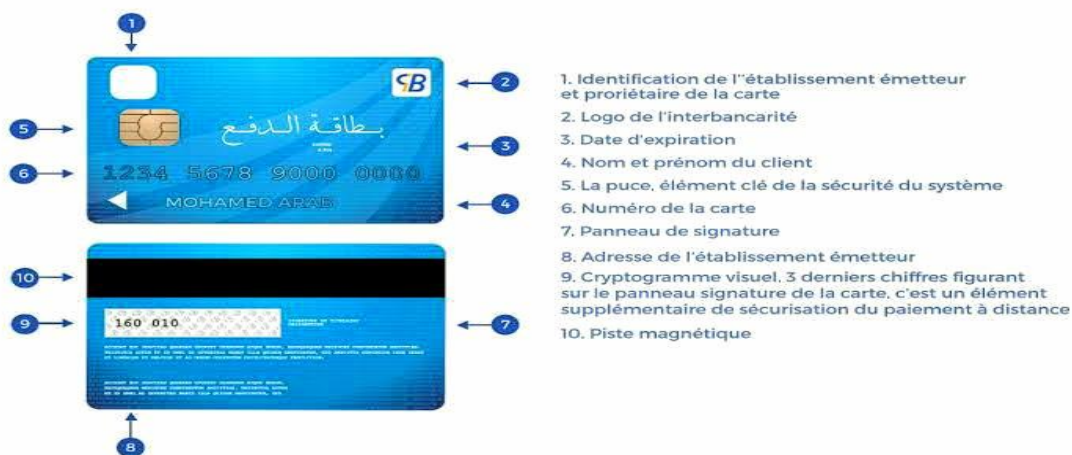 1
2
5
بطاقة الدفع
3
6
1234 5678 9000 0000
MOHAMED ARAB
4
10
9
160 010
7
8
1. Identification de l''établissement émetteur
et proriétaire de la carte
2. Logo de l'interbancarité
3. Date d'expiration
4. Nom et prénom du client
5. La puce, élément clé de la sécurité du système
6. Numéro de la carte
7. Panneau de signature
8. Adresse de l'établissement émetteur
9. Cryptogramme visuel, 3 derniers chiffres figurant
sur le panneau signature de la carte, c'est un élément
supplémentaire de sécurisation du paiement à distance
10. Piste magnétique